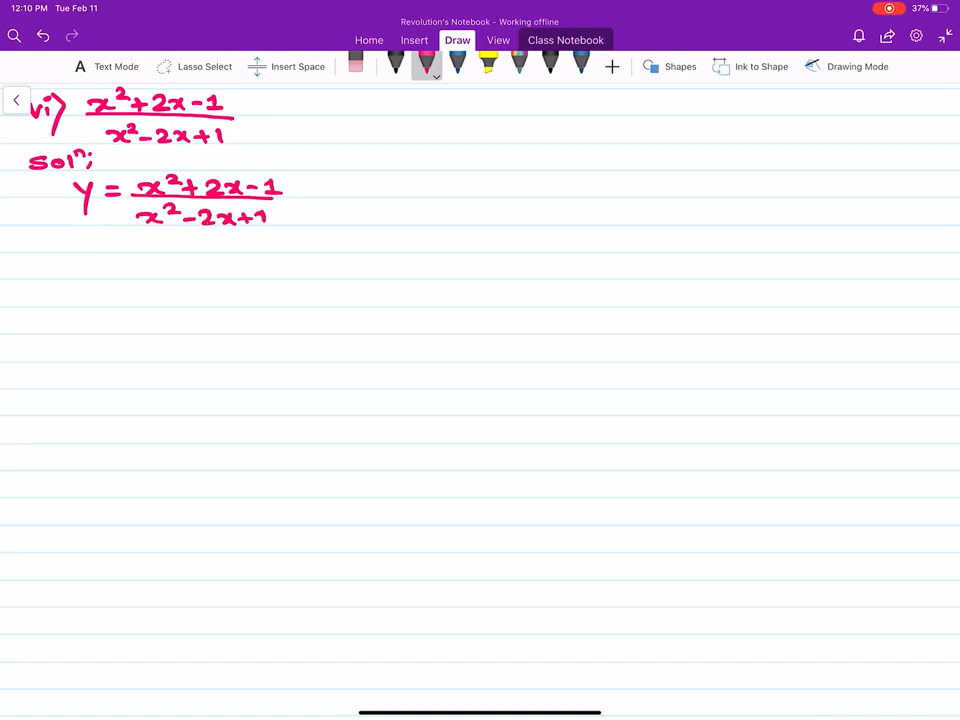 12:10 PM Tue Feb 11 37%
Revolution's Notebook - Working offline
Home Insert Draw View Class Notebook
A Text Mode Lasso Select Insert Space Shapes Ink to Shape Drawing Mode
vi) x²+2x-1
x²-2x+1
solⁿ;
y = x²+2x-1
x²-2x+1